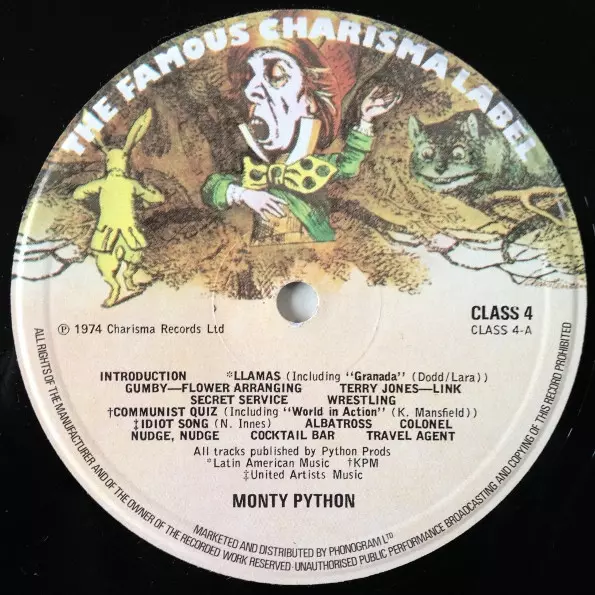 THE FAMOUS CHARISMA LABEL
CLASS 4
CLASS 4-A
℗ 1974 Charisma Records Ltd
INTRODUCTION *LLAMAS (Including "Granada" (Dodd/Lara))
GUMBY—FLOWER ARRANGING TERRY JONES—LINK
SECRET SERVICE WRESTLING
†COMMUNIST QUIZ (Including "World in Action" (K. Mansfield))
‡IDIOT SONG (N. Innes) ALBATROSS COLONEL
NUDGE, NUDGE COCKTAIL BAR TRAVEL AGENT
All tracks published by Python Prods
*Latin American Music †KPM
‡United Artists Music
MONTY PYTHON
MARKETED AND DISTRIBUTED BY PHONOGRAM LTD
ALL RIGHTS OF THE MANUFACTURER AND OF THE OWNER OF THE RECORDED WORK RESERVED · UNAUTHORISED PUBLIC PERFORMANCE BROADCASTING AND COPYING OF THIS RECORD PROHIBITED